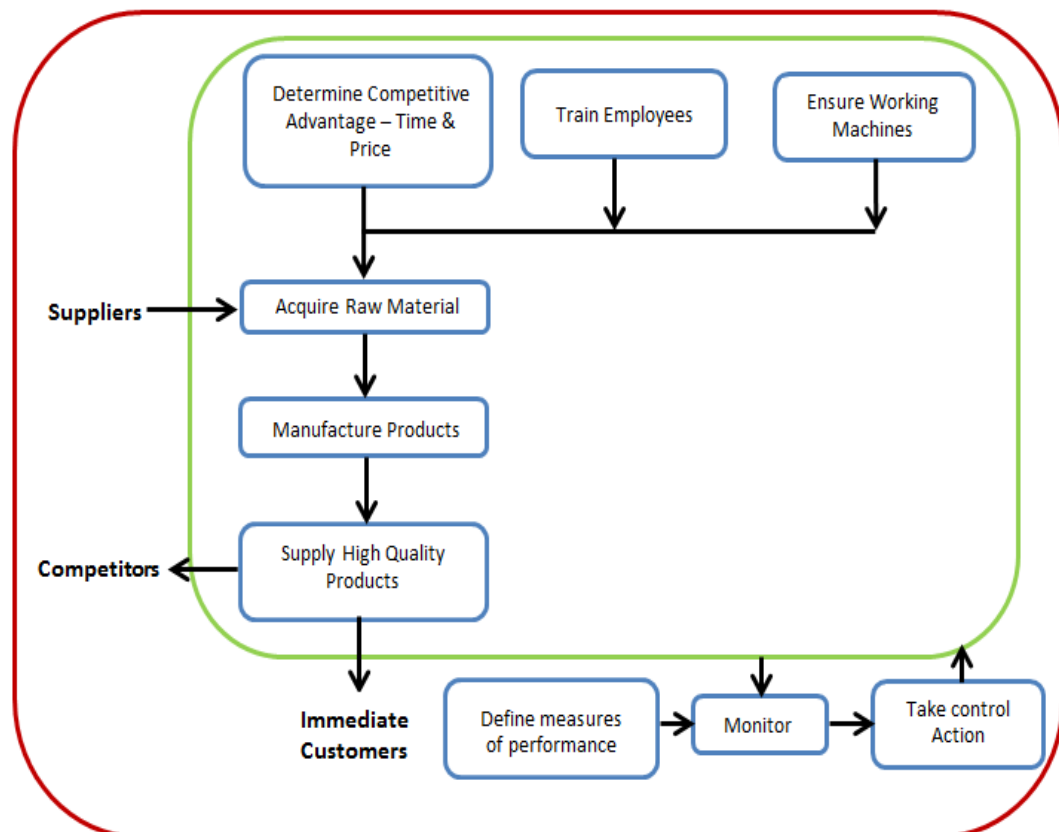 Determine Competitive
Advantage – Time &
Price
Train Employees
Ensure Working
Machines
Suppliers
Acquire Raw Material
Manufacture Products
Supply High Quality
Products
Competitors
Immediate
Customers
Define measures
of performance
Monitor
Take control
Action